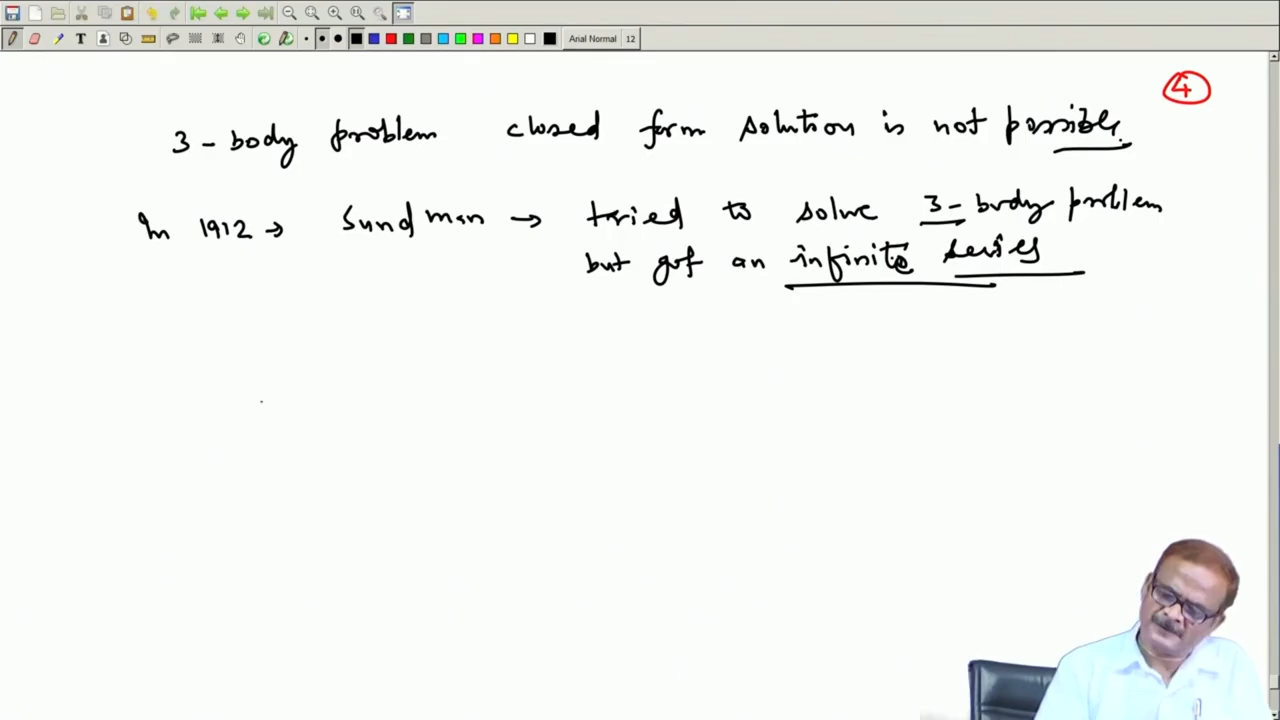 Arial Normal 12
4
3-body problem closed form solution is not possible.
In 1912 → Sundman → tried to solve 3-body problem
but got an infinite series